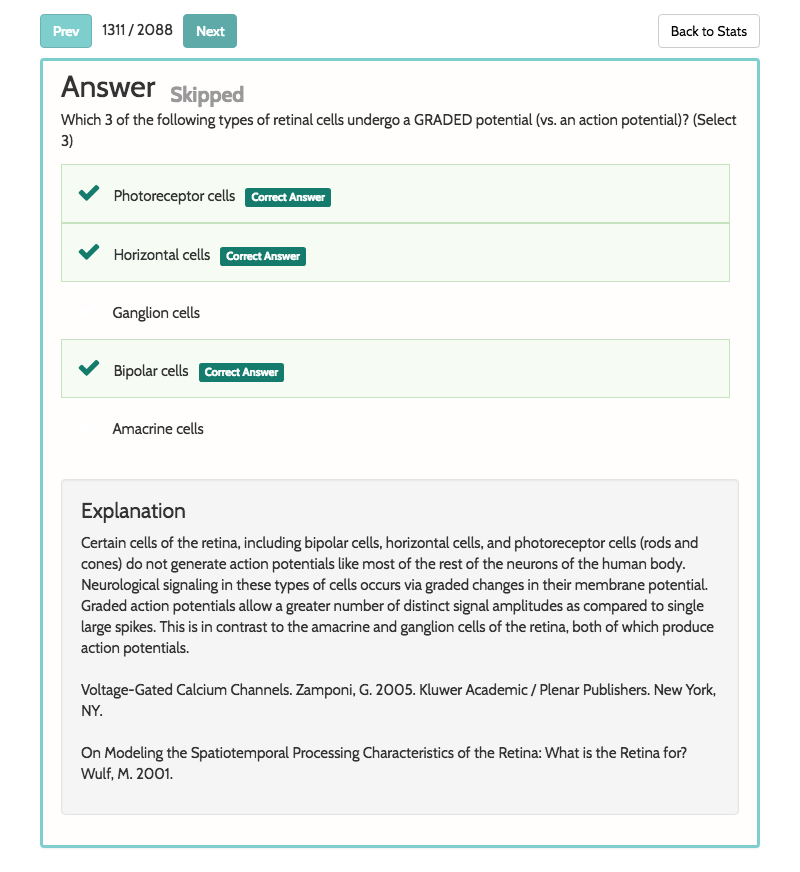 Prev 1311 / 2088 Next Back to Stats
Answer Skipped
Which 3 of the following types of retinal cells undergo a GRADED potential (vs. an action potential)? (Select
3)
Photoreceptor cells Correct Answer
Horizontal cells Correct Answer
Ganglion cells
Bipolar cells Correct Answer
Amacrine cells
Explanation
Certain cells of the retina, including bipolar cells, horizontal cells, and photoreceptor cells (rods and
cones) do not generate action potentials like most of the rest of the neurons of the human body.
Neurological signaling in these types of cells occurs via graded changes in their membrane potential.
Graded action potentials allow a greater number of distinct signal amplitudes as compared to single
large spikes. This is in contrast to the amacrine and ganglion cells of the retina, both of which produce
action potentials.
Voltage-Gated Calcium Channels. Zamponi, G. 2005. Kluwer Academic / Plenar Publishers. New York,
NY.
On Modeling the Spatiotemporal Processing Characteristics of the Retina: What is the Retina for?
Wulf, M. 2001.